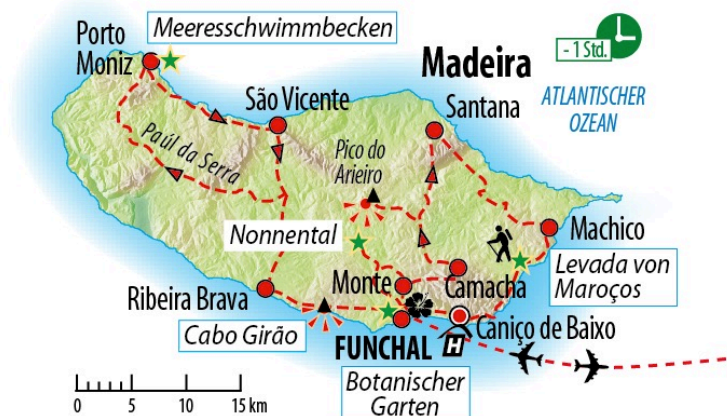 Porto
Moniz
Meeresschwimmbecken
- 1 Std.
Madeira
ATLANTISCHER
OZEAN
São Vicente
Santana
Paúl da Serra
Pico do
Arieiro
Nonnental
Machico
Levada von
Maroços
Monte
Camacha
Ribeira Brava
Cabo Girão
Caniço de Baixo
FUNCHAL
H
Botanischer
Garten
0 5 10 15 km